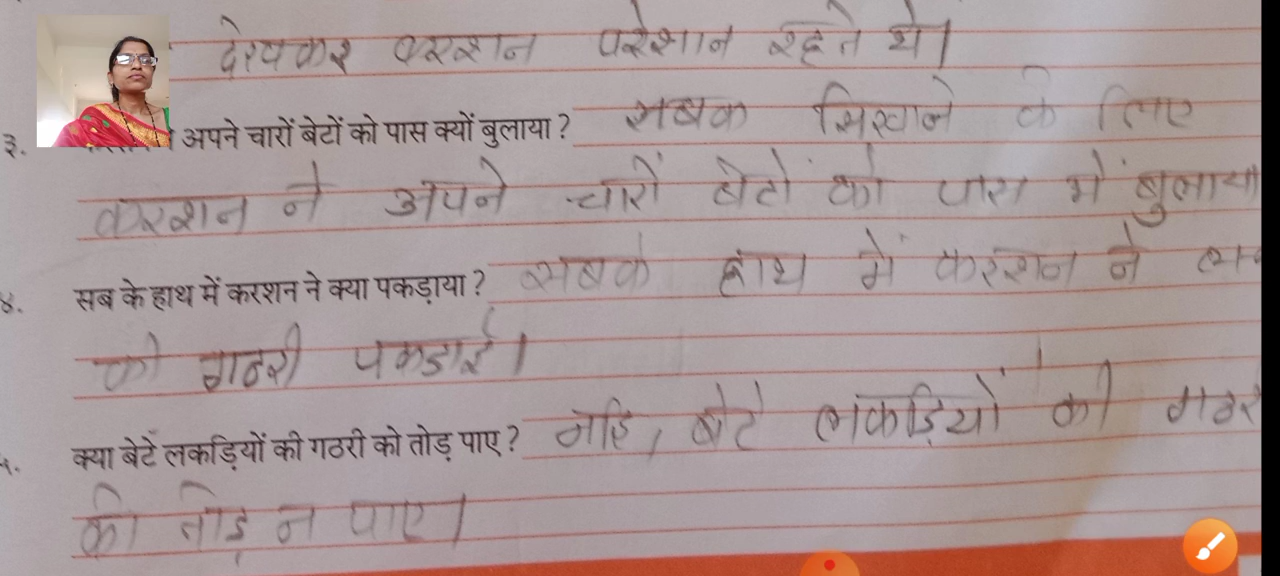 देखकर करशन परेशान रहते थे।
३. अपने चारों बेटों को पास क्यों बुलाया ? सबक सिखाने के लिए
करशन ने अपने चारों बेटों को पास में बुलाया
४. सब के हाथ में करशन ने क्या पकड़ाया ? सबके हाथ में करशन ने
की गठरी पकडाई।
क्या बेटें लकड़ियों की गठरी को तोड़ पाए ? नहि, बेटे लकड़ियों की
को तोड़ न पाए।